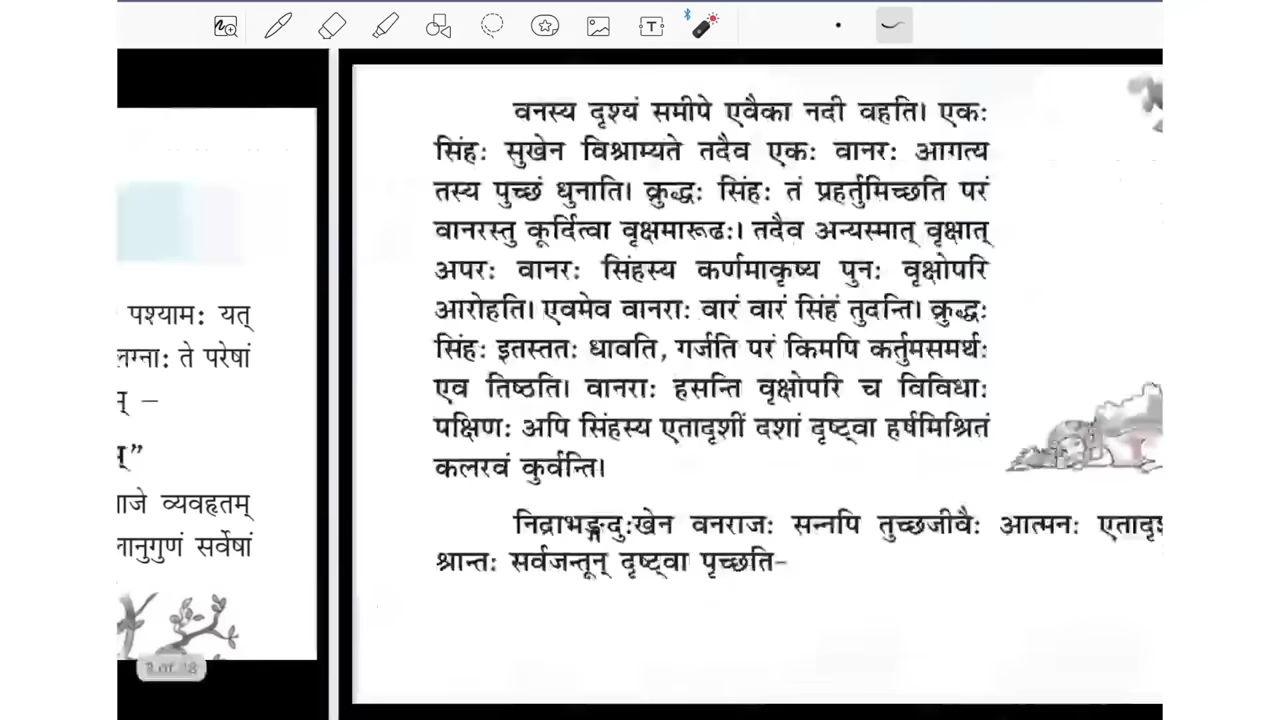 पश्यामः यत्
लग्नाः ते परेषां
म् –
म्”
व्यवहृतम्
सर्वेषां
वनस्य दृश्यं समीपे एवैका नदी वहति। एकः
सिंहः सुखेन विश्राम्यते तदैव एकः वानरः आगत्य
तस्य पुच्छं धुनाति। क्रुद्धः सिंहः तं प्रहर्तुमिच्छति परं
वानरस्तु कूर्दित्वा वृक्षमारूढः। तदैव अन्यस्मात् वृक्षात्
अपरः वानरः सिंहस्य कर्णमाकृष्य पुनः वृक्षोपरि
आरोहति। एवमेव वानराः वारं वारं सिंहं तुदन्ति। क्रुद्धः
सिंहः इतस्ततः धावति, गर्जति परं किमपि कर्तुमसमर्थः
एव तिष्ठति। वानराः हसन्ति वृक्षोपरि च विविधाः
पक्षिणः अपि सिंहस्य एतादृशीं दशां दृष्ट्वा हर्षमिश्रितं
कलरवं कुर्वन्ति।
निद्राभङ्गदुःखेन वनराजः सन्नपि तुच्छजीवैः आत्मनः
श्रान्तः सर्वजन्तून् दृष्ट्वा पृच्छति-